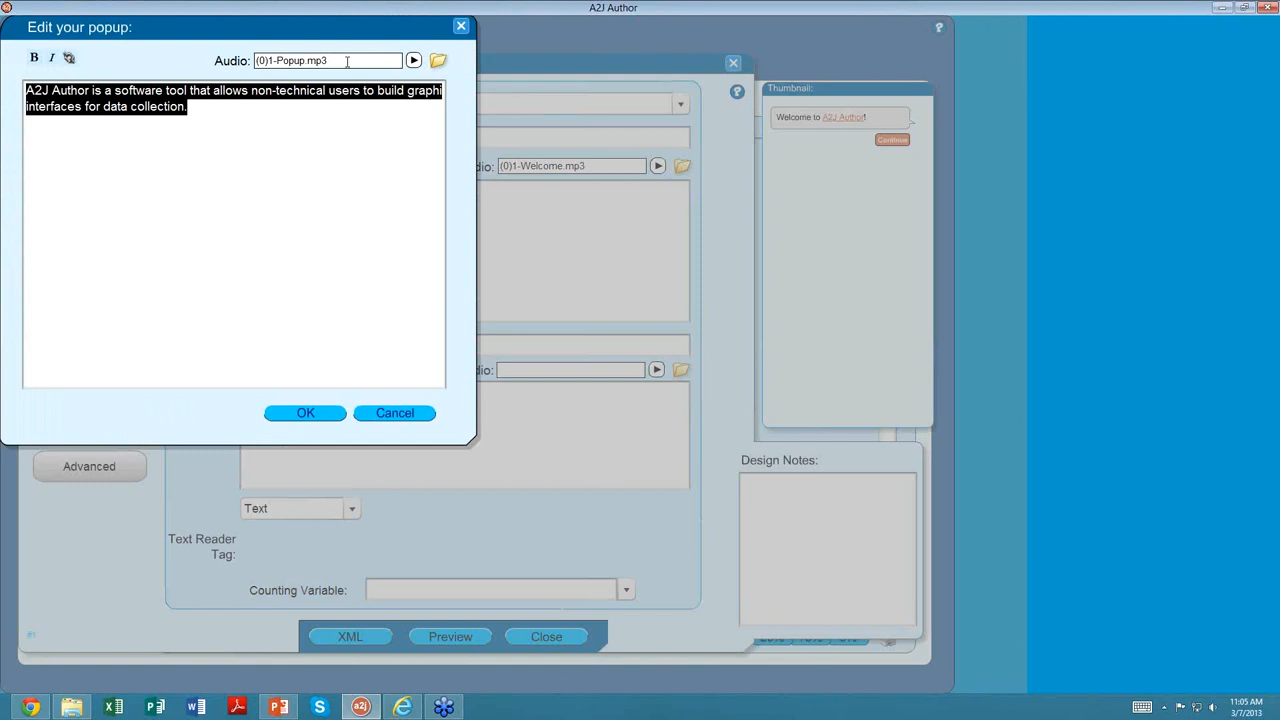 A2J Author
Edit your popup:
B I
Audio: (0)1-Popup.mp3
A2J Author is a software tool that allows non-technical users to build graphi
interfaces for data collection.
OK
Cancel
dio: (0)1-Welcome.mp3
Thumbnail:
Welcome to A2J Author!
Continue
dio:
Advanced
Text
Text Reader
Tag:
Counting Variable:
Design Notes:
XML
Preview
Close
#1
a2j
11:05 AM
3/7/2013